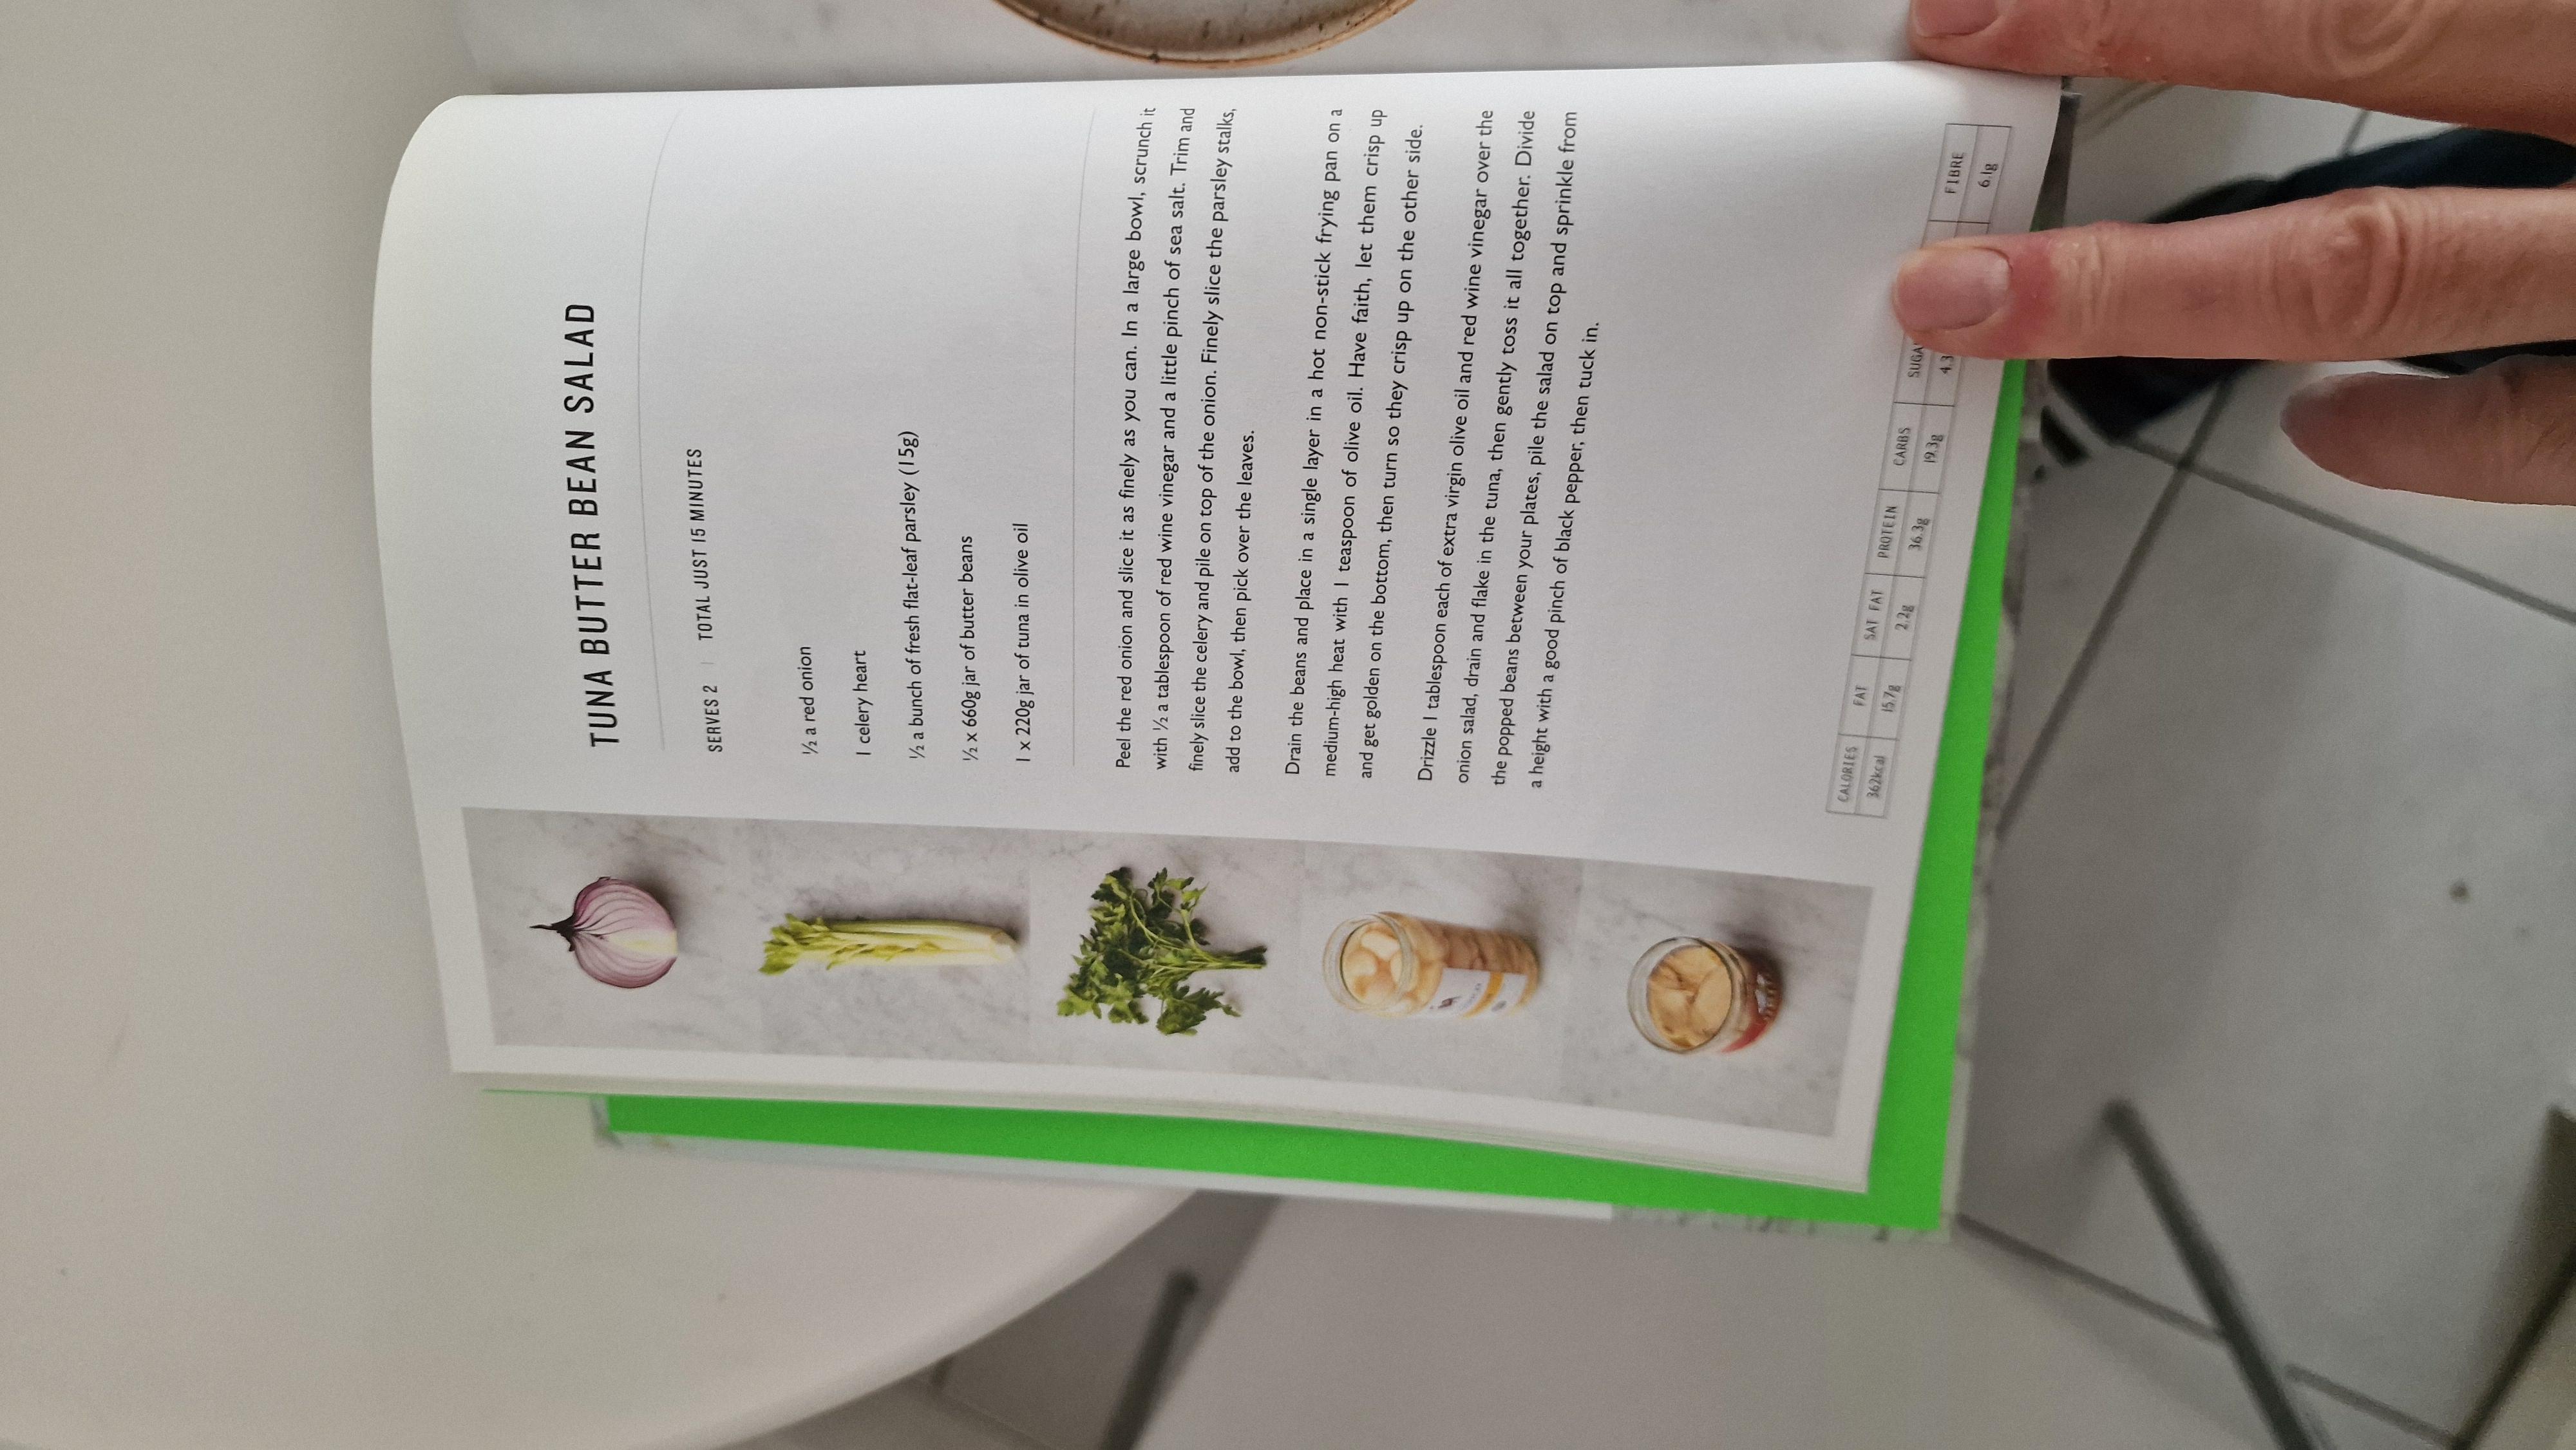 TUNA BUTTER BEAN SALAD
SERVES 2 | TOTAL JUST 15 MINUTES
½ a red onion
1 celery heart
½ a bunch of fresh flat-leaf parsley (15g)
½ x 660g jar of butter beans
1 x 220g jar of tuna in olive oil
Peel the red onion and slice it as finely as you can. In a large bowl, scrunch it
with ½ a tablespoon of red wine vinegar and a little pinch of sea salt. Trim and
finely slice the celery and pile on top of the onion. Finely slice the parsley stalks,
add to the bowl, then pick over the leaves.
Drain the beans and place in a single layer in a hot non-stick frying pan on a
medium-high heat with 1 teaspoon of olive oil. Have faith, let them crisp up
and get golden on the bottom, then turn so they crisp up on the other side.
Drizzle 1 tablespoon each of extra virgin olive oil and red wine vinegar over the
onion salad, drain and flake in the tuna, then gently toss it all together. Divide
the popped beans between your plates, pile the salad on top and sprinkle from
a height with a good pinch of black pepper, then tuck in.
CALORIES FAT SAT FAT PROTEIN CARBS FIBRE
362kcal 15.7g 2.2g 36.3g 19.3g 6.1g